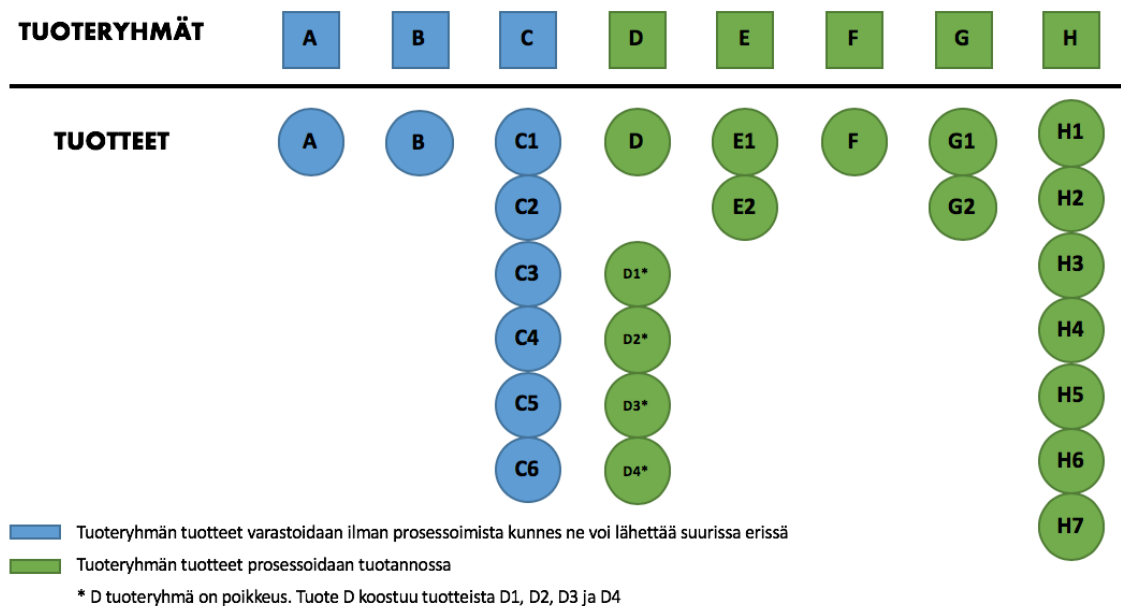 TUOTERYHMÄT A B C D E F G H
TUOTTEET A B C1 D E1 F G1 H1
C2 E2 G2 H2
C3 D1* H3
C4 D2* H4
C5 D3* H5
C6 D4* H6
H7
Tuoteryhmän tuotteet varastoidaan ilman prosessoimista kunnes ne voi lähettää suurissa erissä
Tuoteryhmän tuotteet prosessoidaan tuotannossa
* D tuoteryhmä on poikkeus. Tuote D koostuu tuotteista D1, D2, D3 ja D4